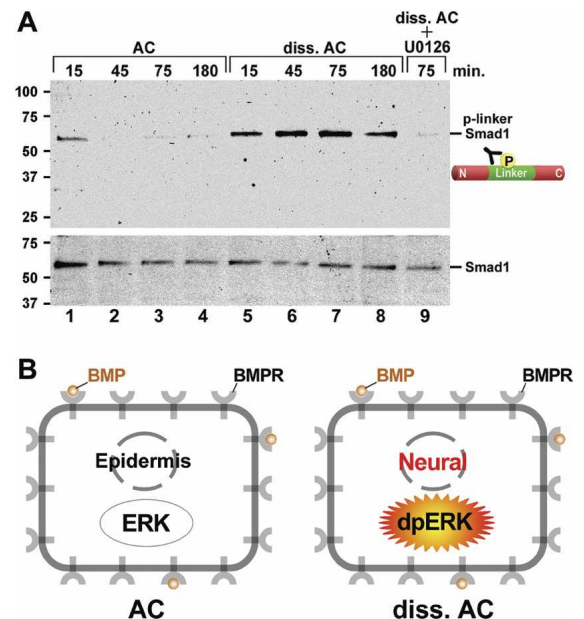 A
diss. AC
+
U0126
AC
diss. AC
15 45 75 180 15 45 75 180 75 min.
100
75
50
37
25
p-linker
Smad1
P
N Linker C
75
50
37
Smad1
1 2 3 4 5 6 7 8 9
B
BMP BMPR BMP BMPR
Epidermis Neural
ERK dpERK
AC diss. AC